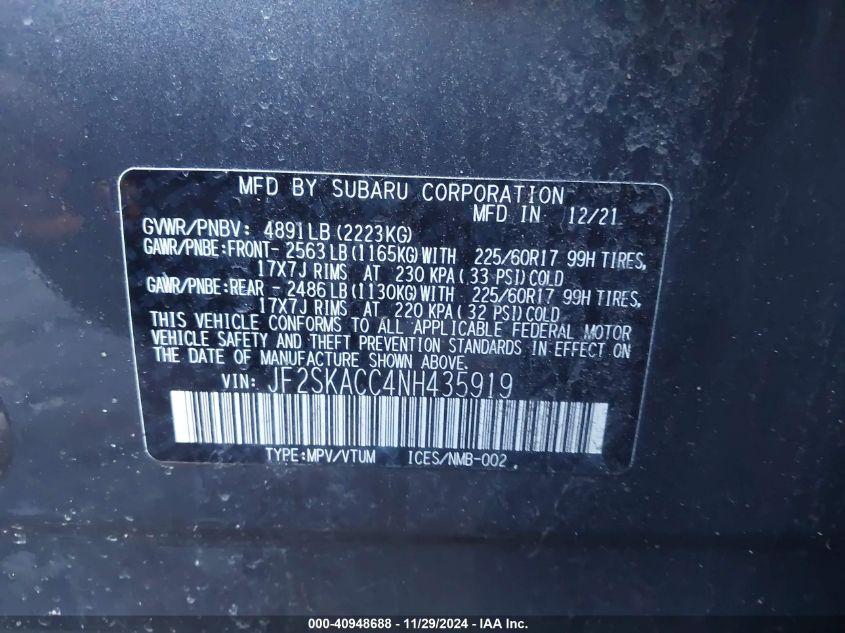 MFD BY SUBARU CORPORATION
MFD IN 12/21
GVWR/PNBV: 4891LB (2223KG)
GAWR/PNBE:FRONT- 2563LB (1165KG) WITH 225/60R17 99H TIRES,
17X7J RIMS AT 230 KPA (33 PSI) COLD
GAWR/PNBE:REAR - 2486LB (1130KG) WITH 225/60R17 99H TIRES,
17X7J RIMS AT 220 KPA (32 PSI) COLD
THIS VEHICLE CONFORMS TO ALL APPLICABLE FEDERAL MOTOR
VEHICLE SAFETY AND THEFT PREVENTION STANDARDS IN EFFECT ON
THE DATE OF MANUFACTURE SHOWN ABOVE.
VIN: JF2SKACC4NH435919
TYPE:MPV/VTUM ICES/NMB-002
000-40948688 - 11/29/2024 - IAA Inc.